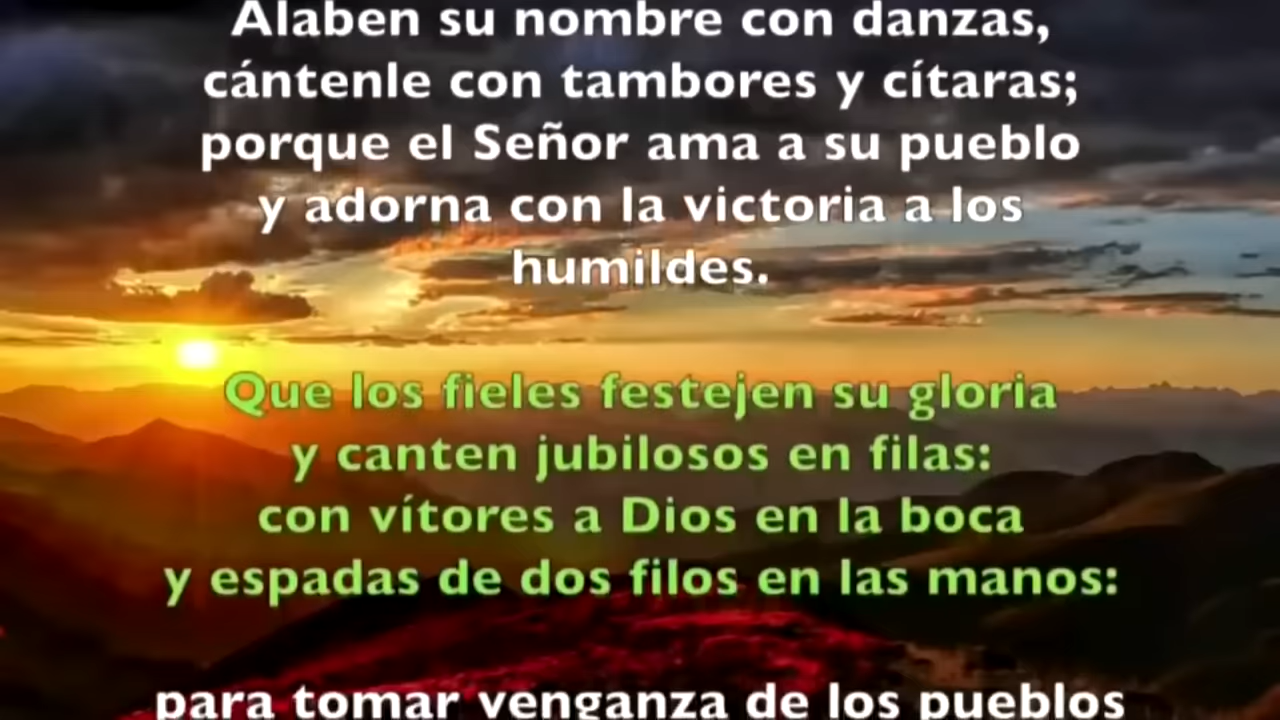 Alaben su nombre con danzas,
cántenle con tambores y cítaras;
porque el Señor ama a su pueblo
y adorna con la victoria a los
humildes.
Que los fieles festejen su gloria
y canten jubilosos en filas:
con vítores a Dios en la boca
y espadas de dos filos en las manos:
para tomar venganza de los pueblos